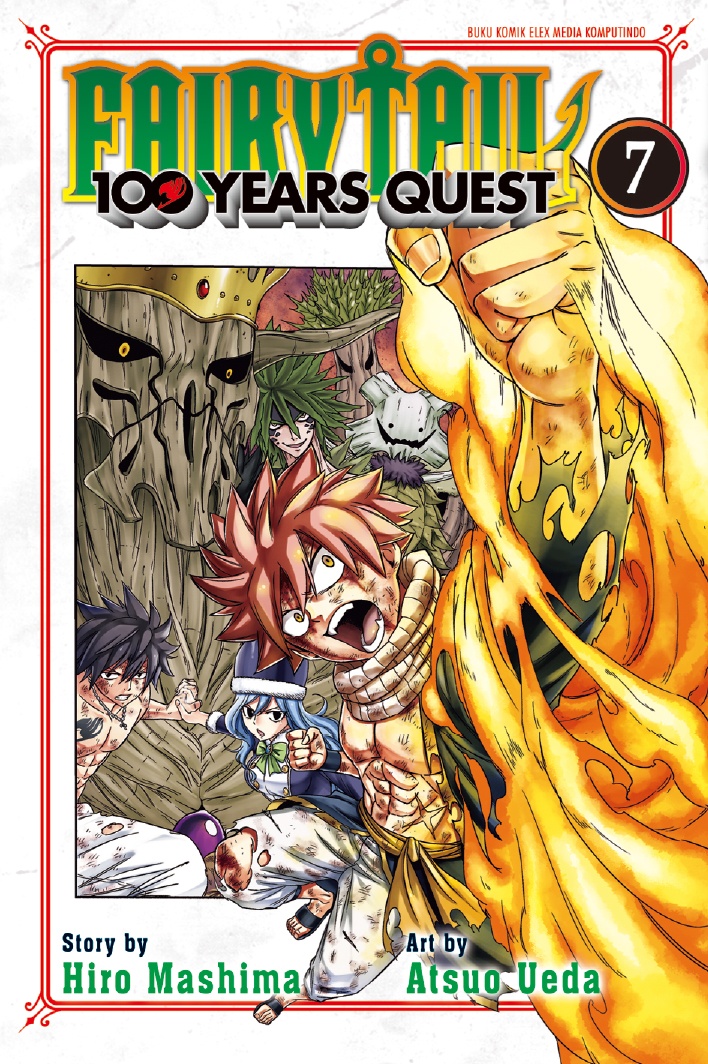 BUKU KOMIK ELEX MEDIA KOMPUTINDO
FAIRY TAIL
100 YEARS QUEST
7
Story by
Hiro Mashima
Art by
Atsuo Ueda